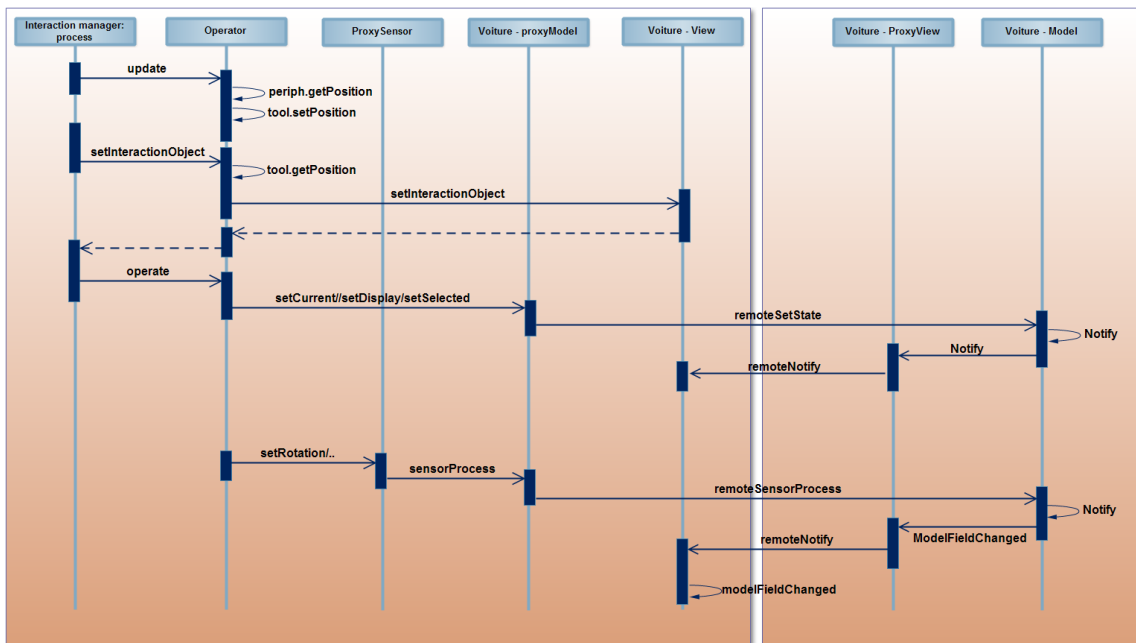 Interaction manager:
process
Operator
ProxySensor
Voiture - proxyModel
Voiture - View
Voiture - ProxyView
Voiture - Model
update
periph.getPosition
tool.setPosition
setInteractionObject
tool.getPosition
setInteractionObject
operate
setCurrent//setDisplay/setSelected
remoteSetState
Notify
Notify
remoteNotify
setRotation/..
sensorProcess
remoteSensorProcess
Notify
ModelFieldChanged
remoteNotify
modelFieldChanged